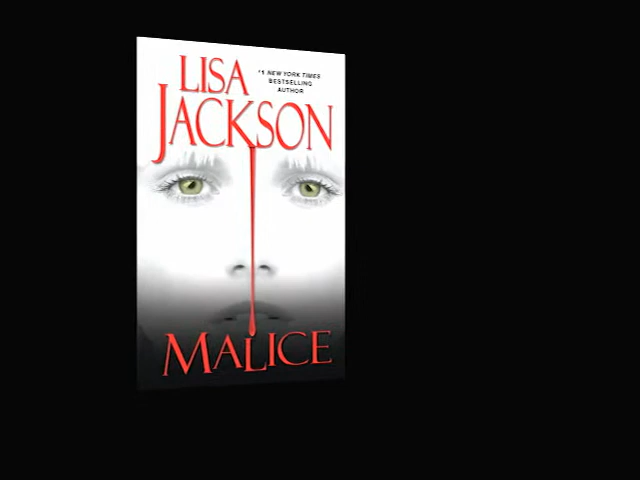 LISA
#1 NEW YORK TIMES
BESTSELLING
AUTHOR
JACKSON
MALICE